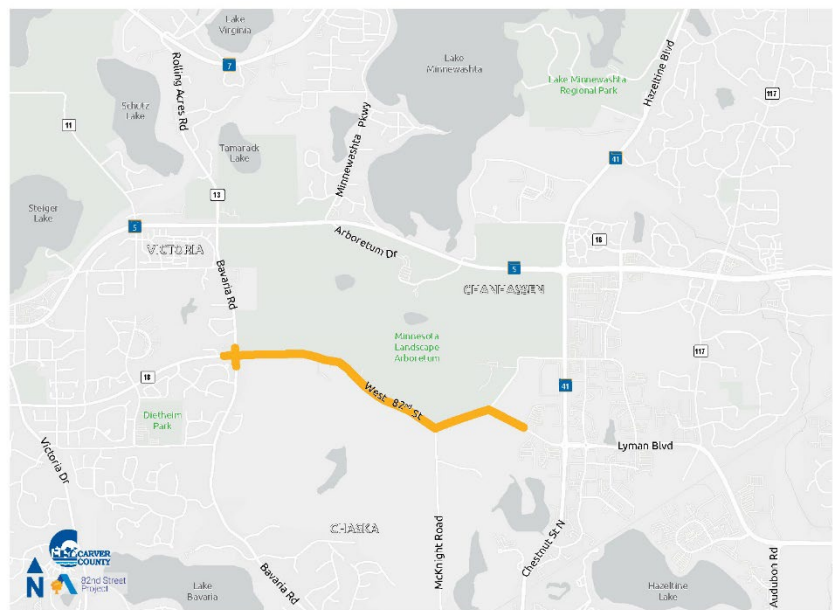 Lake
Virginia
7
Rolling Acres Rd
Lake
Minnewashta
Lake Minnewashta
Regional Park
Hazeltine Blvd
117
Schutz
Lake
11
Minnewashta Pkwy
Tamarack
Lake
41
13
Steiger
Lake
5
VICTORIA
Arboretum Dr
18
5
CHANHASSEN
Bavaria Rd
Minnesota
Landscape
Arboretum
117
18
41
West 82nd St
Dietheim
Park
Lyman Blvd
Victoria Dr
CHASKA
McKnight Road
Chestnut St N
CARVER
COUNTY
N
82nd Street
Project
Lake
Bavaria
Bavaria Rd
Hazeltine
Lake
Audubon Rd